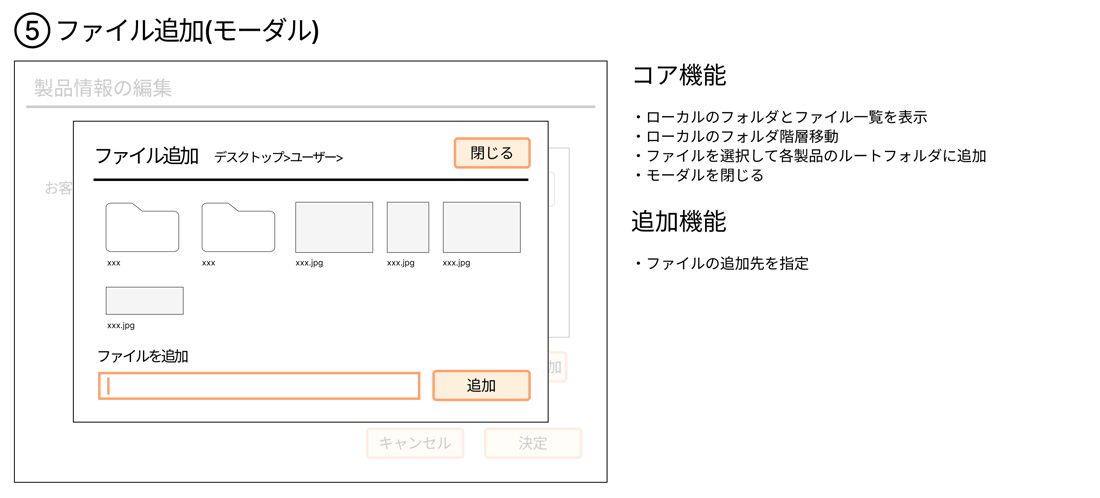 ⑤ ファイル追加(モーダル)
製品情報の編集
ファイル追加 デスクトップ>ユーザー>
閉じる
お客
xxx
xxx
xxx.jpg
xxx.jpg
xxx.jpg
xxx.jpg
ファイルを追加
追加
加
キャンセル
決定
コア機能
・ローカルのフォルダとファイル一覧を表示
・ローカルのフォルダ階層移動
・ファイルを選択して各製品のルートフォルダに追加
・モーダルを閉じる
追加機能
・ファイルの追加先を指定